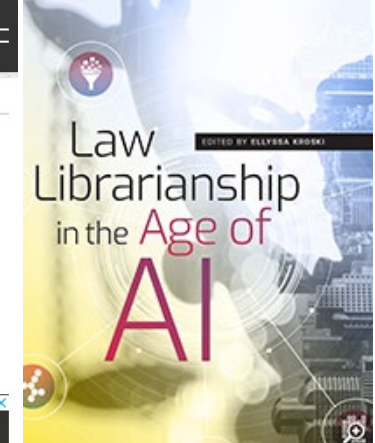 Law
EDITED BY ELLYSSA KROSKI
Librarianship
in the Age of
AI